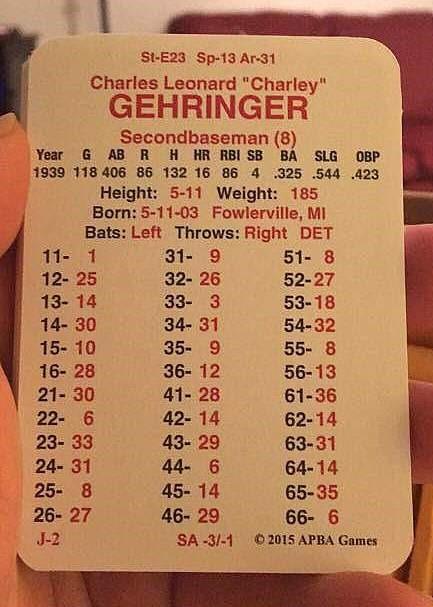 St-E23 Sp-13 Ar-31
Charles Leonard "Charley"
GEHRINGER
Secondbaseman (8)
Year G AB R H HR RBI SB BA SLG OBP
1939 118 406 86 132 16 86 4 .325 .544 .423
Height: 5-11 Weight: 185
Born: 5-11-03 Fowlerville, MI
Bats: Left Throws: Right DET
11- 1 31- 9 51- 8
12- 25 32- 26 52- 27
13- 14 33- 3 53- 18
14- 30 34- 31 54- 32
15- 10 35- 9 55- 8
16- 28 36- 12 56- 13
21- 30 41- 28 61- 36
22- 6 42- 14 62- 14
23- 33 43- 29 63- 31
24- 31 44- 6 64- 14
25- 8 45- 14 65- 35
26- 27 46- 29 66- 6
J-2 SA -3/-1 © 2015 APBA Games